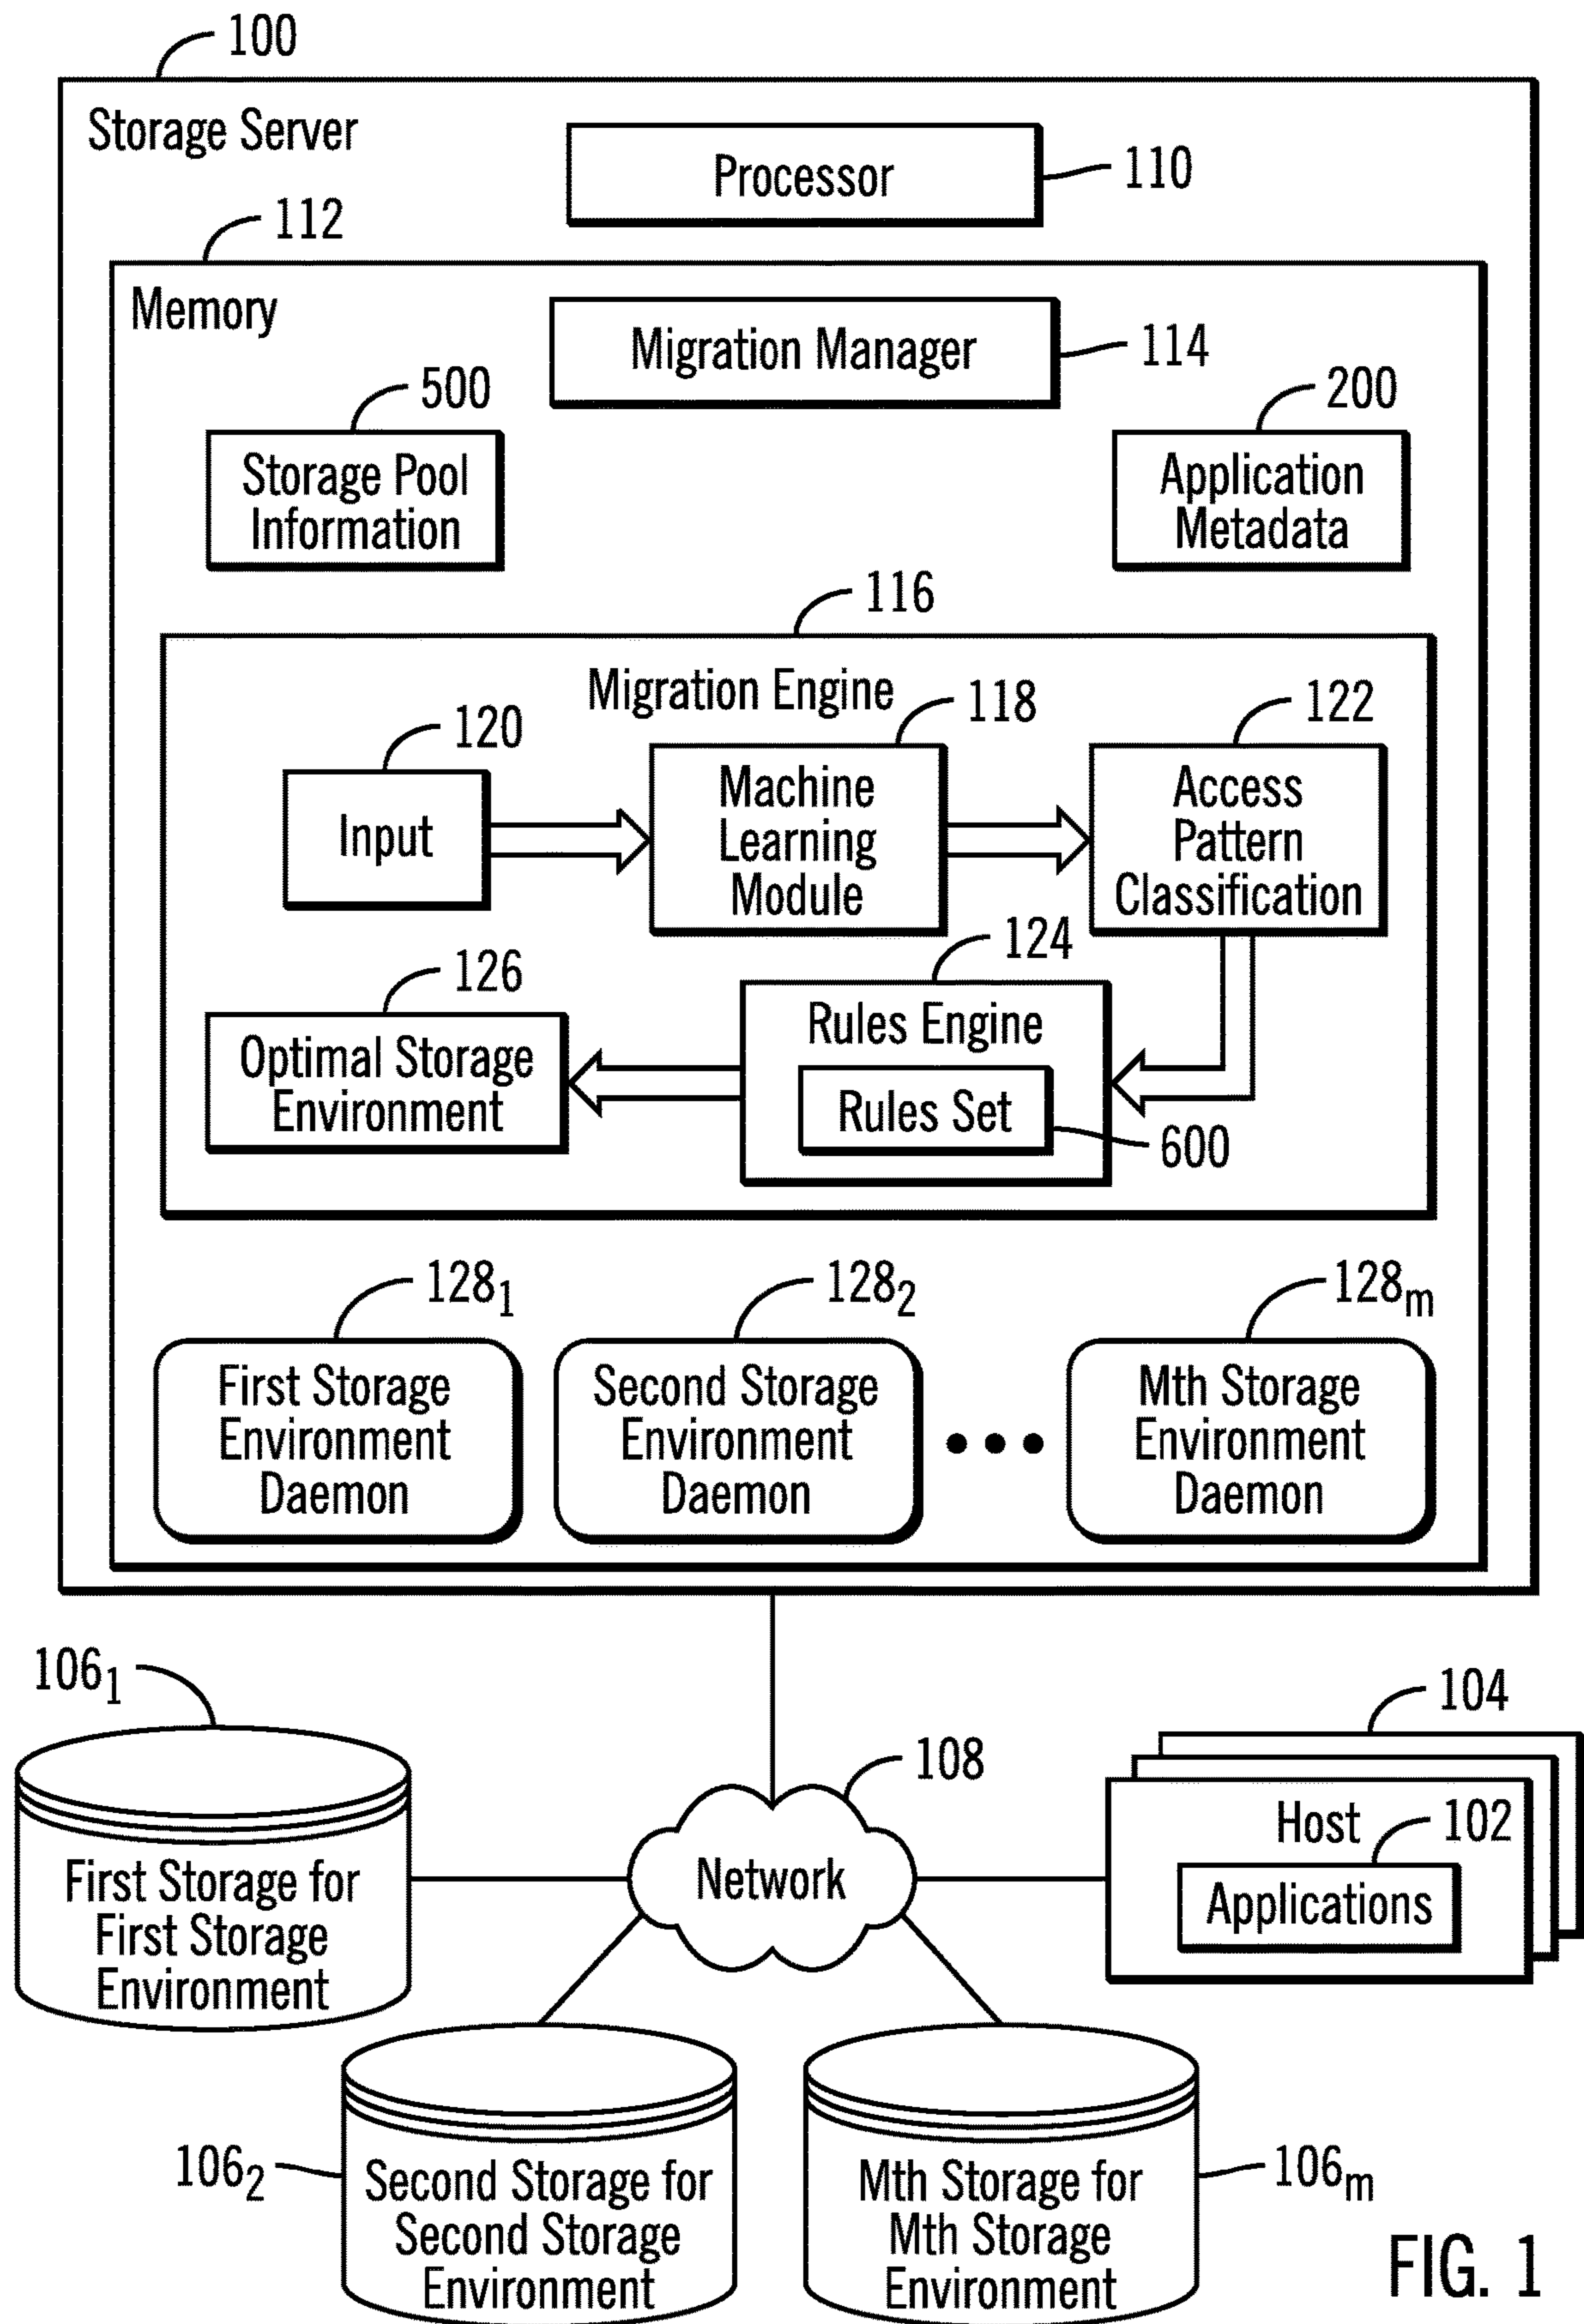 100
Storage Server
Processor
110
112
Memory
Migration Manager
114
500
200
Storage Pool
Information
Application
Metadata
116
Migration Engine
120
118
122
Input
Machine
Learning
Module
Access
Pattern
Classification
126
124
Optimal Storage
Environment
Rules Engine
Rules Set
600
128₁
128₂
128ₘ
First Storage
Environment
Daemon
Second Storage
Environment
Daemon
Mth Storage
Environment
Daemon
106₁
104
108
Host
102
Applications
Network
First Storage for
First Storage
Environment
106₂
Second Storage for
Second Storage
Environment
Mth Storage for
Mth Storage
Environment
106ₘ
FIG. 1